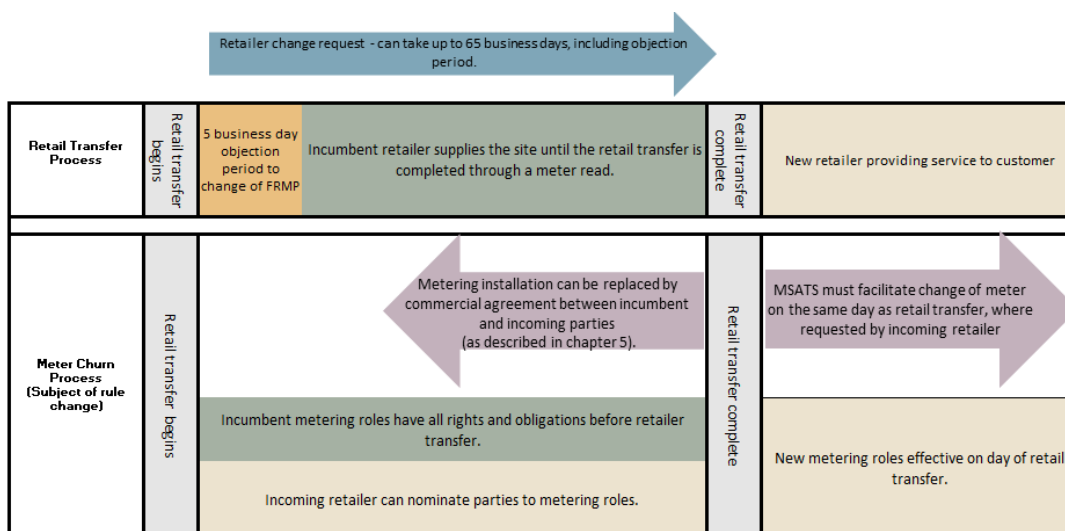 Retailer change request - can take up to 65 business days, including objection
period.
Retail Transfer
Process
Retail transfer
begins
5 business day
objection
period to
change of FRMP
Incumbent retailer supplies the site until the retail transfer is
completed through a meter read.
Retail transfer
complete
New retailer providing service to customer
Meter Churn
Process
(Subject of rule
change)
Retail transfer begins
Metering installation can be replaced by
commercial agreement between incumbent
and incoming parties
(as described in chapter 5).
Incumbent metering roles have all rights and obligations before retailer
transfer.
Incoming retailer can nominate parties to metering roles.
Retail transfer complete
MSATS must facilitate change of meter
on the same day as retail transfer, where
requested by incoming retailer
New metering roles effective on day of retail
transfer.